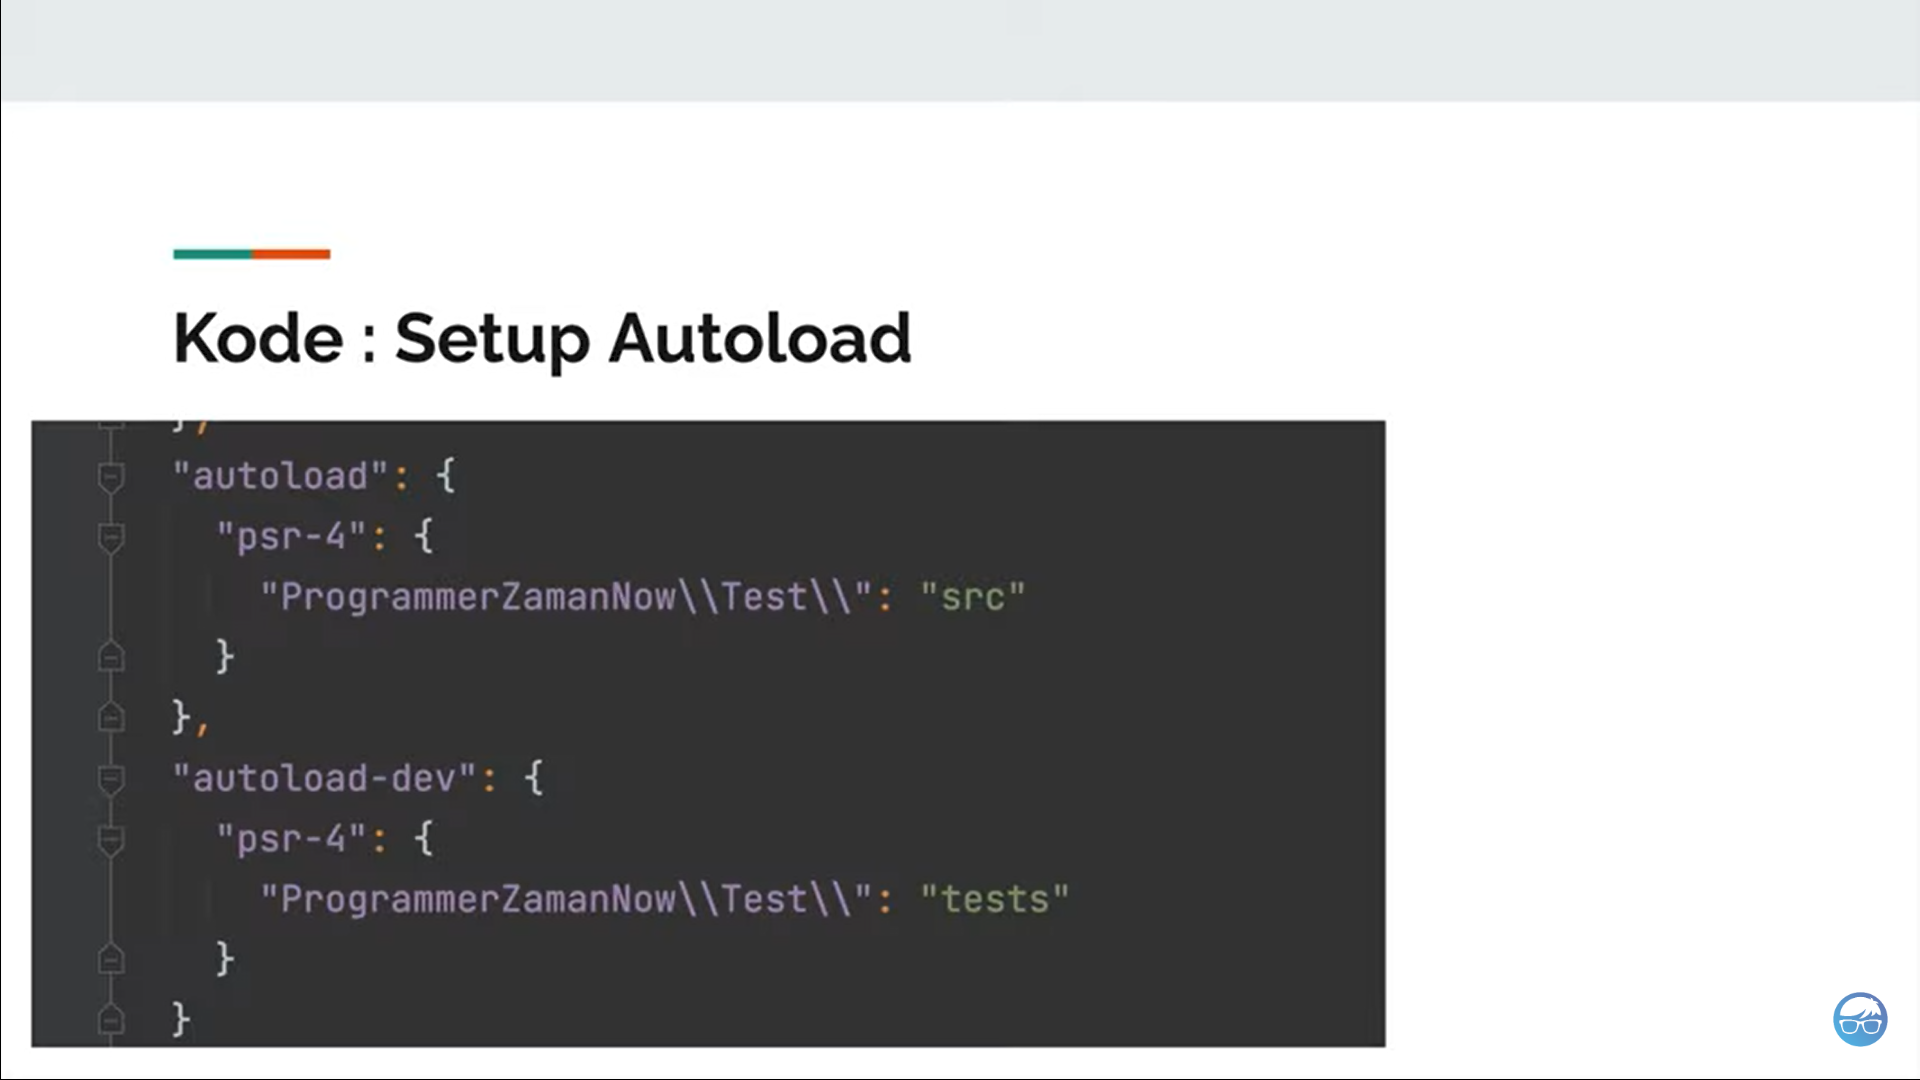 Kode : Setup Autoload
},
"autoload": {
"psr-4": {
"ProgrammerZamanNow\\Test\\": "src"
}
},
"autoload-dev": {
"psr-4": {
"ProgrammerZamanNow\\Test\\": "tests"
}
}